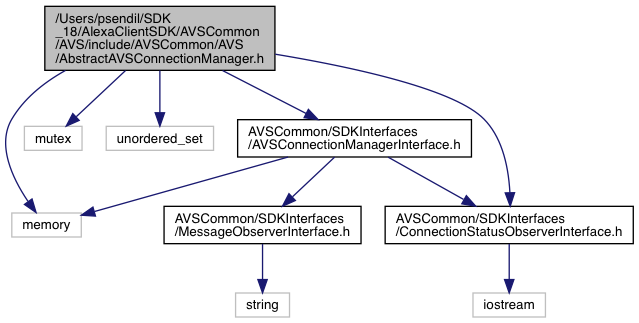 /Users/psendil/SDK
_18/AlexaClientSDK/AVSCommon
/AVS/include/AVSCommon/AVS
/AbstractAVSConnectionManager.h
mutex
unordered_set
AVSCommon/SDKInterfaces
/AVSConnectionManagerInterface.h
memory
AVSCommon/SDKInterfaces
/MessageObserverInterface.h
AVSCommon/SDKInterfaces
/ConnectionStatusObserverInterface.h
string
iostream